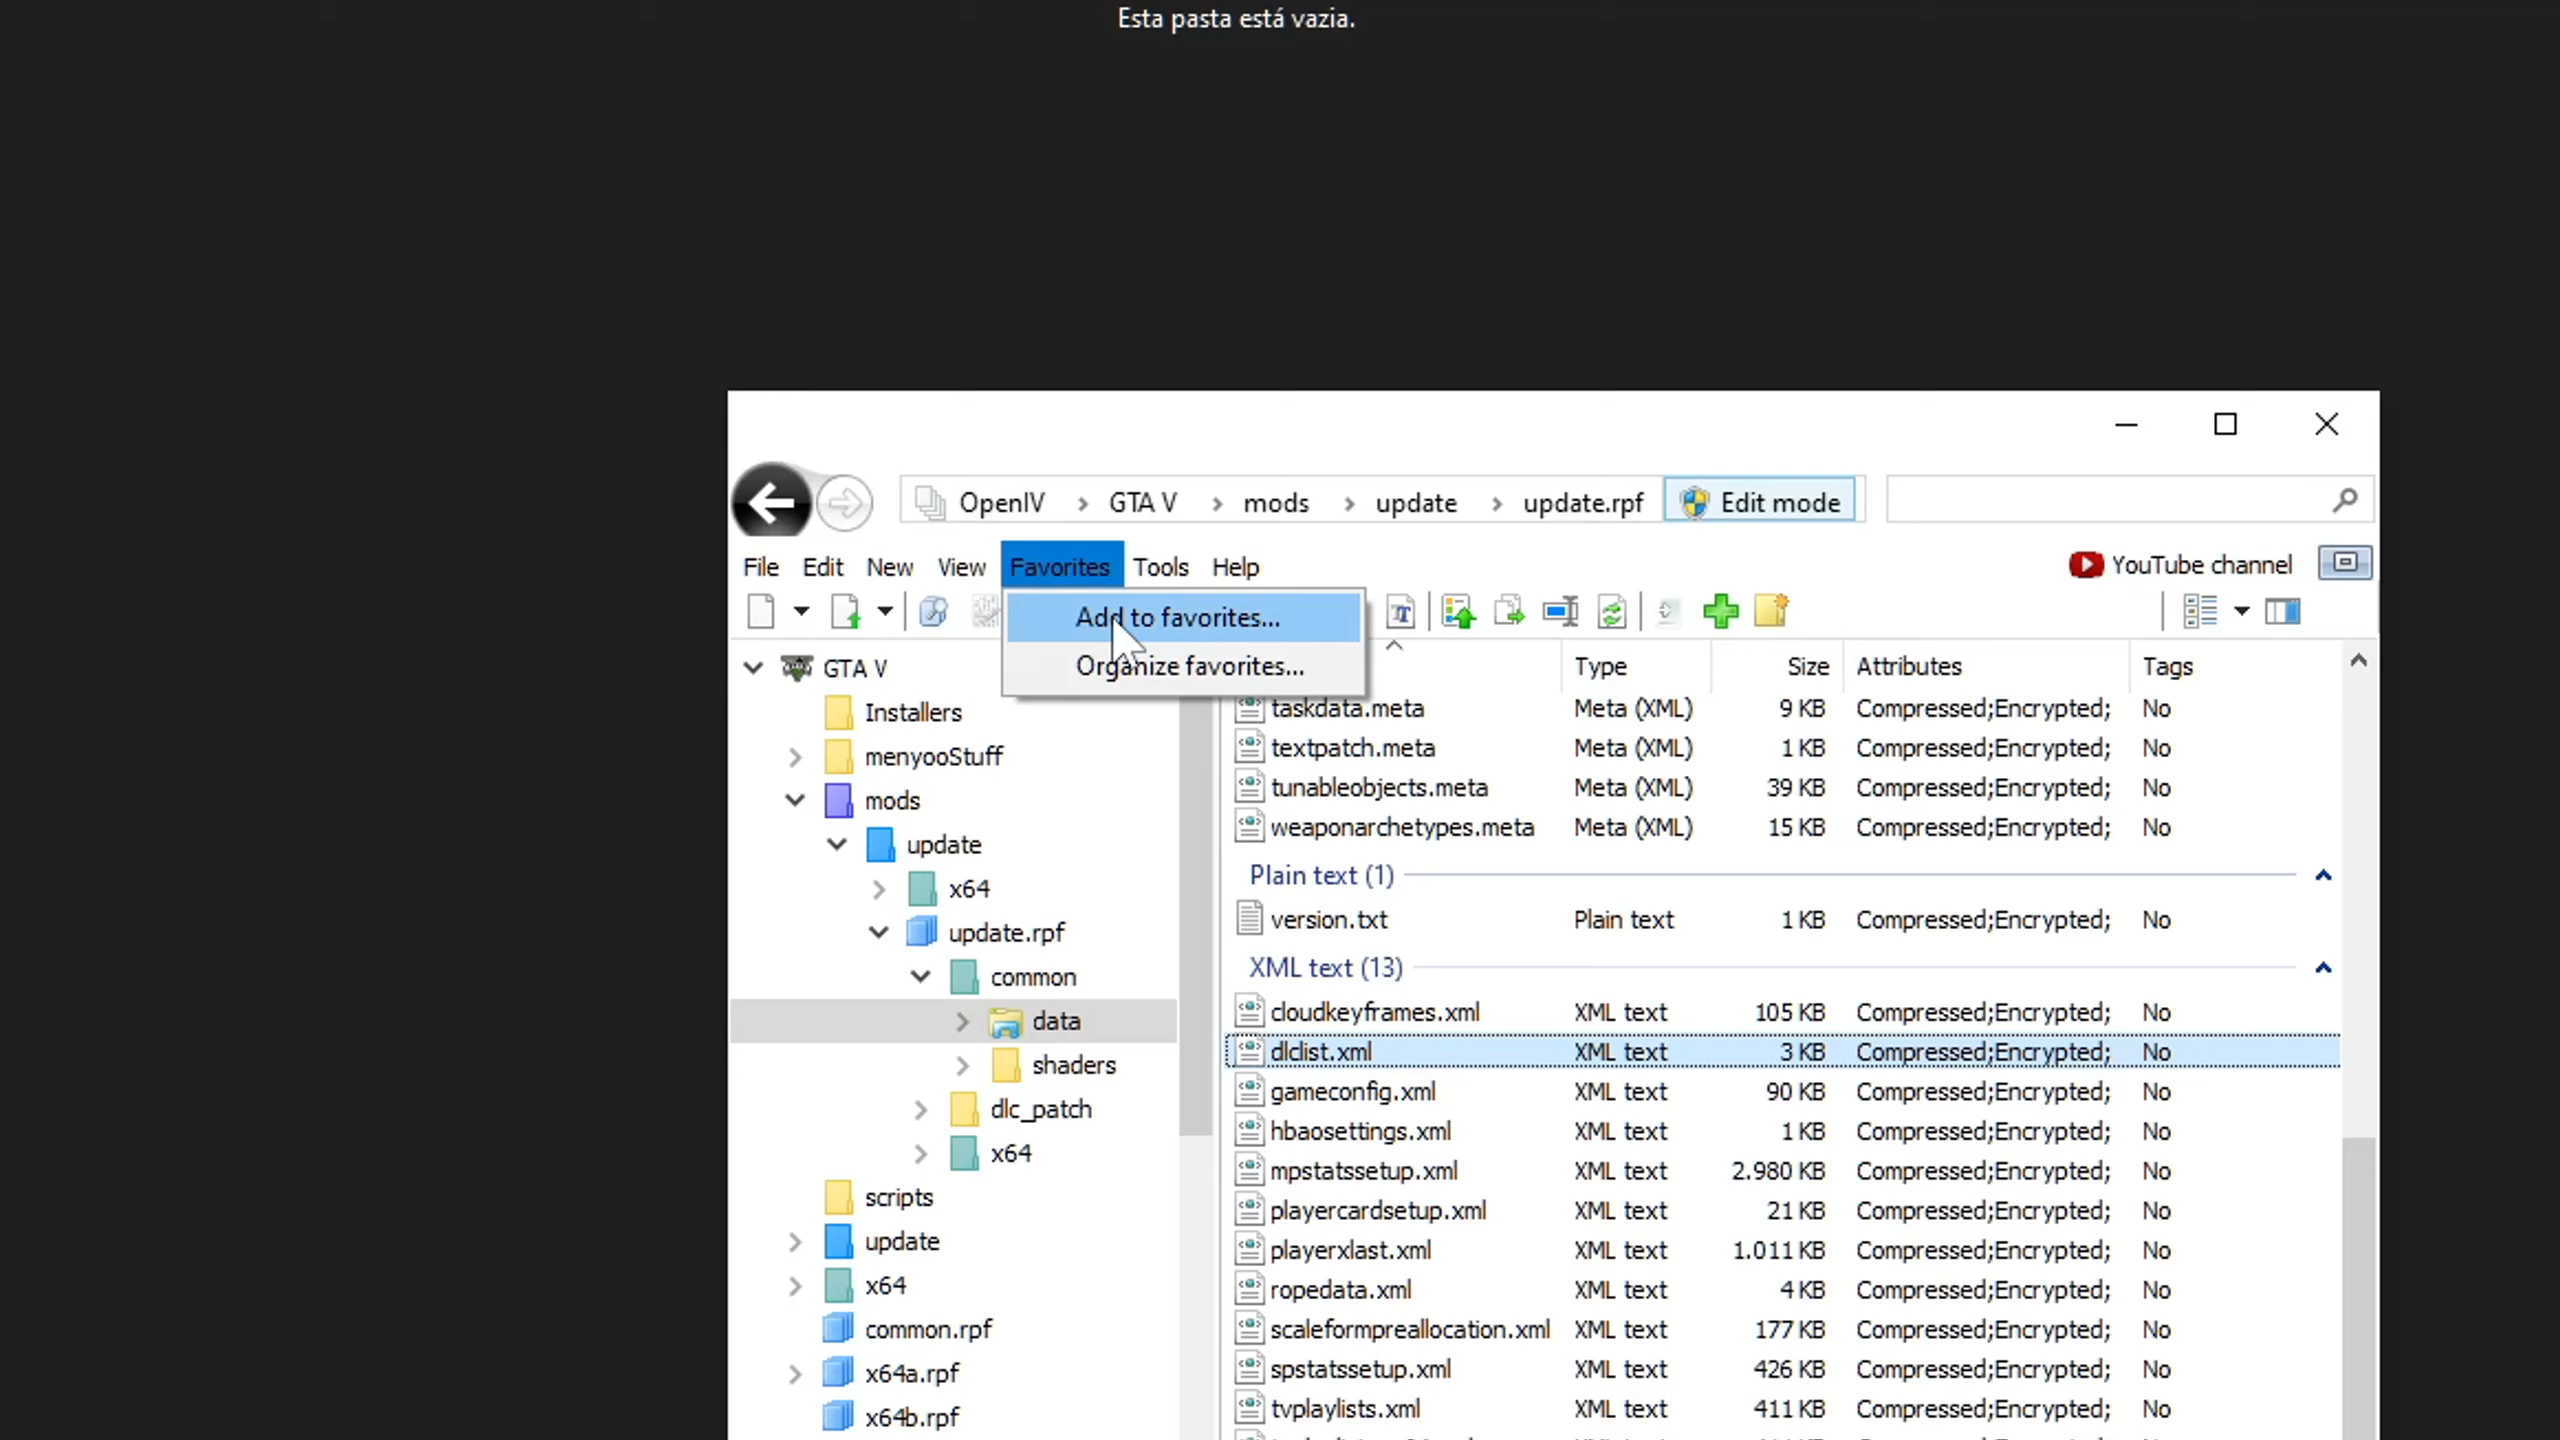 Esta pasta está vazia.
OpenIV › GTA V › mods › update › update.rpf Edit mode
File Edit New View Favorites Tools Help YouTube channel
Add to favorites...
Organize favorites...
Type Size Attributes Tags
GTA V
Installers
menyooStuff
mods
update
x64
update.rpf
common
data
shaders
dlc_patch
x64
scripts
update
x64
common.rpf
x64a.rpf
x64b.rpf
taskdata.meta Meta (XML) 9 KB Compressed;Encrypted; No
textpatch.meta Meta (XML) 1 KB Compressed;Encrypted; No
tunableobjects.meta Meta (XML) 39 KB Compressed;Encrypted; No
weaponarchetypes.meta Meta (XML) 15 KB Compressed;Encrypted; No
Plain text (1)
version.txt Plain text 1 KB Compressed;Encrypted; No
XML text (13)
cloudkeyframes.xml XML text 105 KB Compressed;Encrypted; No
dlclist.xml XML text 3 KB Compressed;Encrypted; No
gameconfig.xml XML text 90 KB Compressed;Encrypted; No
hbaosettings.xml XML text 1 KB Compressed;Encrypted; No
mpstatssetup.xml XML text 2.980 KB Compressed;Encrypted; No
playercardsetup.xml XML text 21 KB Compressed;Encrypted; No
playerxlast.xml XML text 1.011 KB Compressed;Encrypted; No
ropedata.xml XML text 4 KB Compressed;Encrypted; No
scaleformpreallocation.xml XML text 177 KB Compressed;Encrypted; No
spstatssetup.xml XML text 426 KB Compressed;Encrypted; No
tvplaylists.xml XML text 411 KB Compressed;Encrypted; No